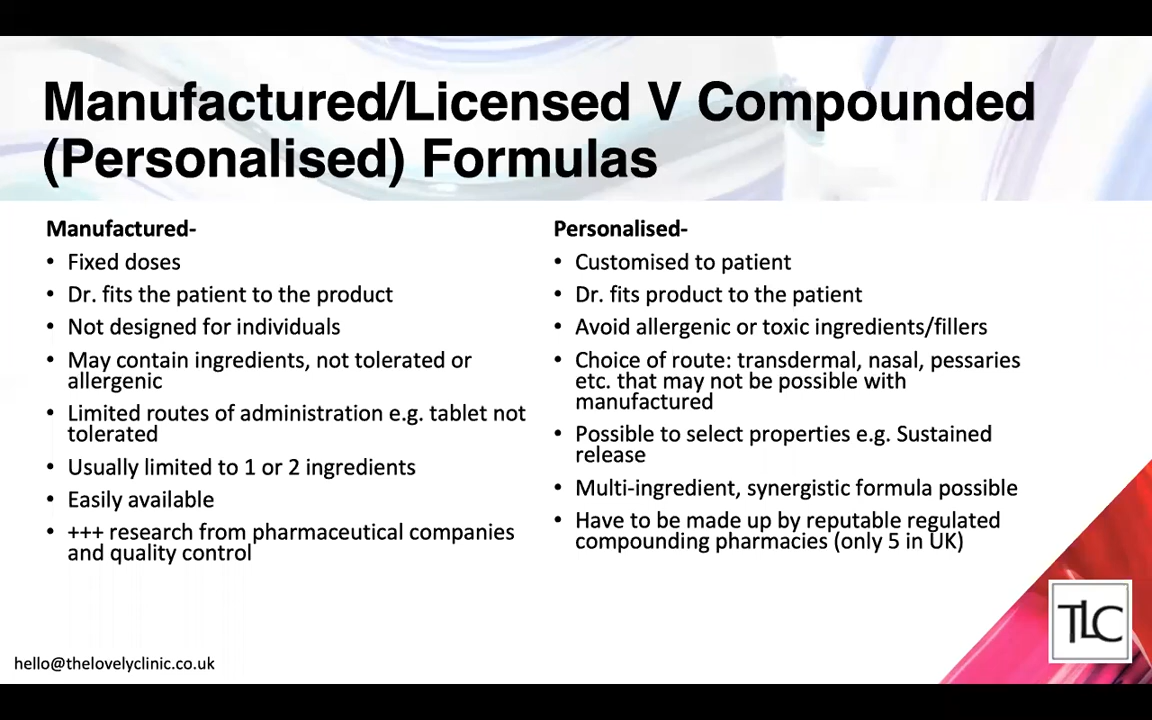 Manufactured/Licensed V Compounded
(Personalised) Formulas
Manufactured-
• Fixed doses
• Dr. fits the patient to the product
• Not designed for individuals
• May contain ingredients, not tolerated or
allergenic
• Limited routes of administration e.g. tablet not
tolerated
• Usually limited to 1 or 2 ingredients
• Easily available
• +++ research from pharmaceutical companies
and quality control
Personalised-
• Customised to patient
• Dr. fits product to the patient
• Avoid allergenic or toxic ingredients/fillers
• Choice of route: transdermal, nasal, pessaries
etc. that may not be possible with
manufactured
• Possible to select properties e.g. Sustained
release
• Multi-ingredient, synergistic formula possible
• Have to be made up by reputable regulated
compounding pharmacies (only 5 in UK)
TLC
hello@thelovelyclinic.co.uk